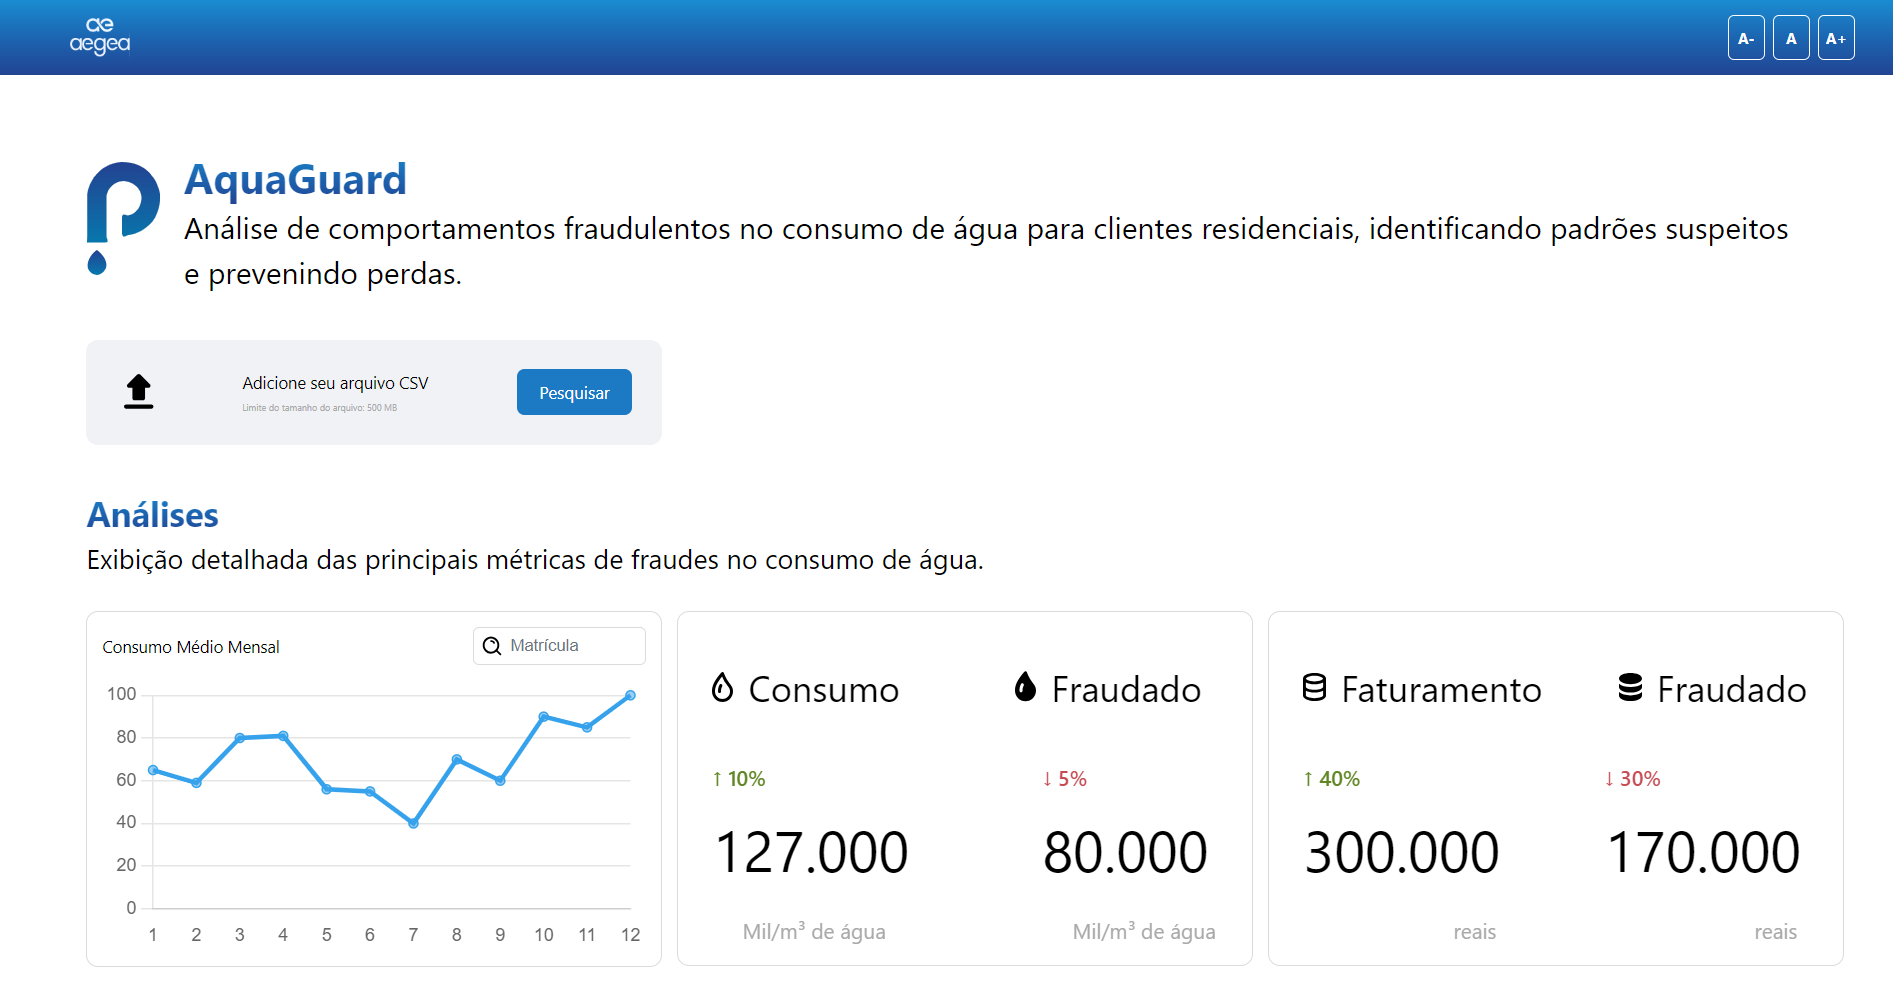 ae
aegea
A-
A
A+
AquaGuard
Análise de comportamentos fraudulentos no consumo de água para clientes residenciais, identificando padrões suspeitos
e prevenindo perdas.
Adicione seu arquivo CSV
Limite do tamanho do arquivo: 500 MB
Pesquisar
Análises
Exibição detalhada das principais métricas de fraudes no consumo de água.
Consumo Médio Mensal
Matrícula
100
80
60
40
20
0
1 2 3 4 5 6 7 8 9 10 11 12
Consumo
↑ 10%
127.000
Mil/m³ de água
Fraudado
↓ 5%
80.000
Mil/m³ de água
Faturamento
↑ 40%
300.000
reais
Fraudado
↓ 30%
170.000
reais